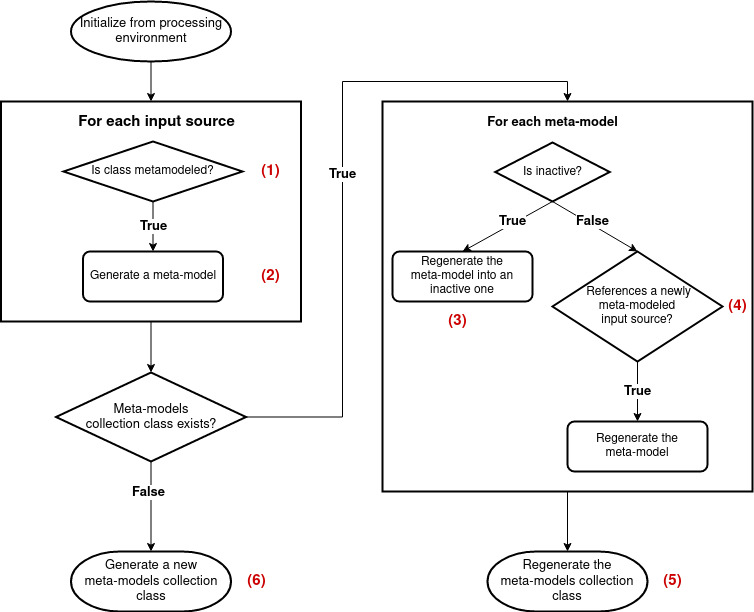 Initialize from processing
environment
For each input source
Is class metamodeled?
(1)
True
Generate a meta-model
(2)
Meta-models
collection class exists?
False
Generate a new
meta-models collection
class
(6)
True
For each meta-model
Is inactive?
True
False
Regenerate the
meta-model into an
inactive one
(3)
References a newly
meta-modeled
input source?
(4)
True
Regenerate the
meta-model
Regenerate the
meta-models collection
class
(5)